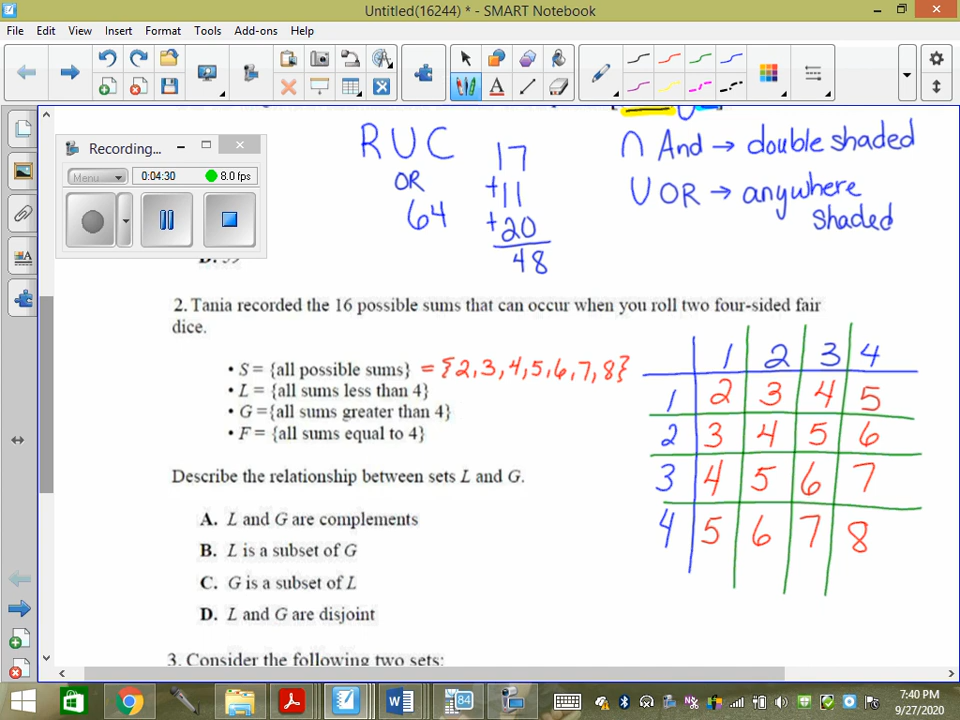 Untitled(16244) * - SMART Notebook
File Edit View Insert Format Tools Add-ons Help
Recording...
Menu 0:04:30 8.0 fps
R U C
OR
64
17
+11
+20
48
∩ And → double shaded
U OR → anywhere
shaded
2. Tania recorded the 16 possible sums that can occur when you roll two four-sided fair
dice.
• S = {all possible sums} = {2,3,4,5,6,7,8}
• L = {all sums less than 4}
• G ={all sums greater than 4}
• F = {all sums equal to 4}
1 2 3 4
1 2 3 4 5
2 3 4 5 6
3 4 5 6 7
4 5 6 7 8
Describe the relationship between sets L and G.
A. L and G are complements
B. L is a subset of G
C. G is a subset of L
D. L and G are disjoint
3. Consider the following two sets:
84
7:40 PM
9/27/2020